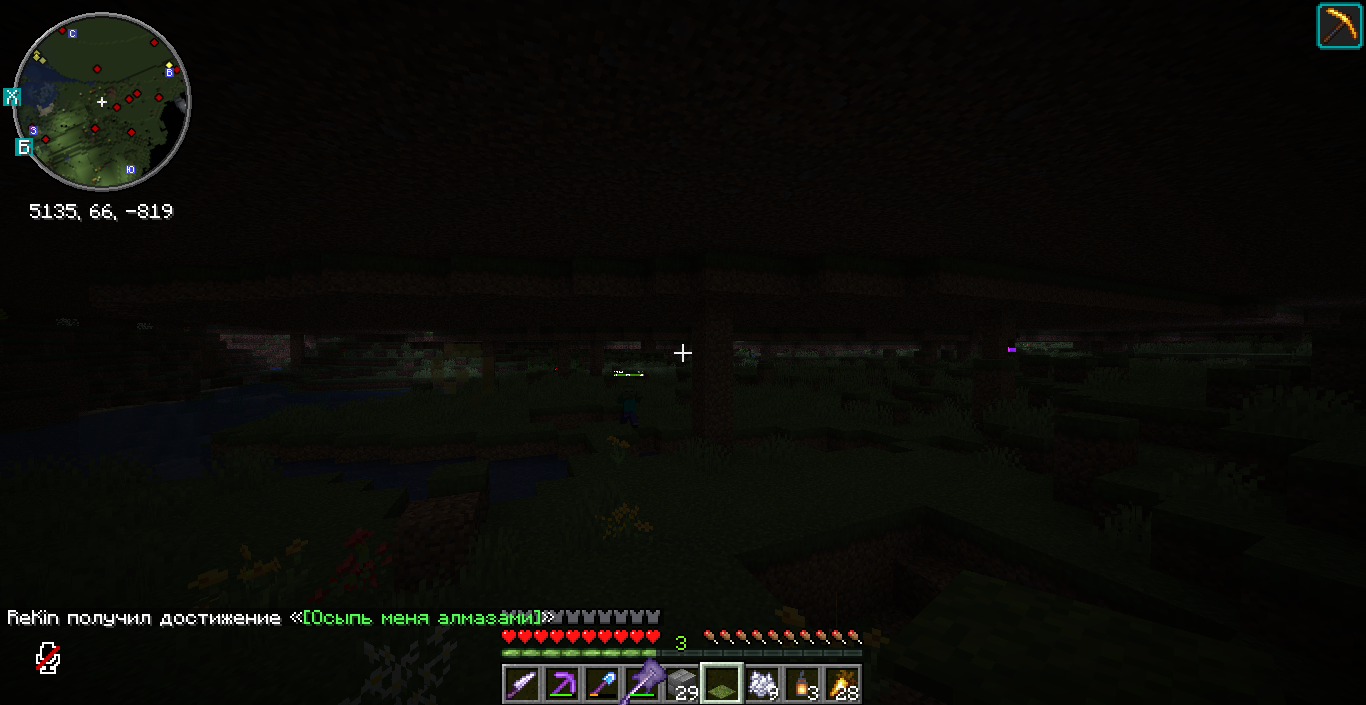 С
В
Х
З
Б
Ю
5135, 66, -819
ReKin получил достижение «[Осыпь меня алмазами]»
3
29
9
3
28